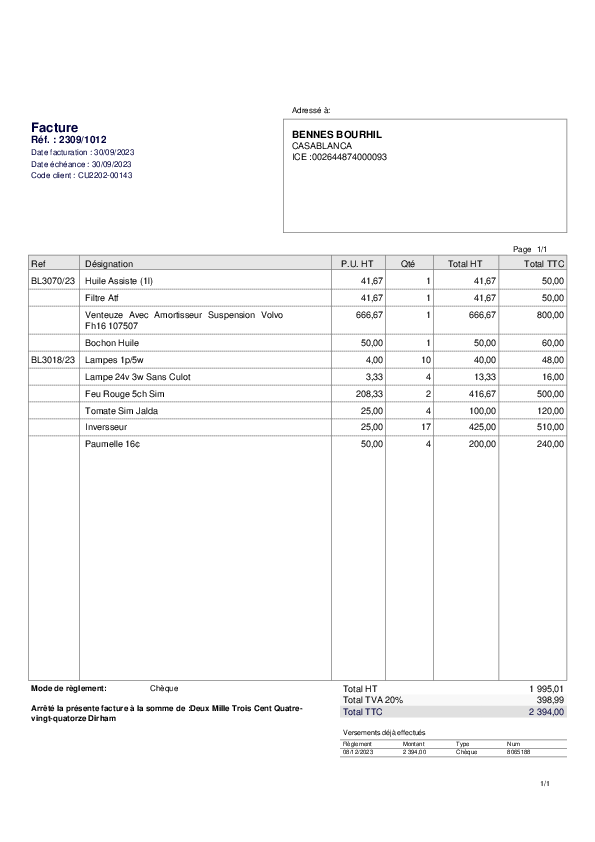 Adressé à:
Facture
Réf. : 2309/1012
Date facturation : 30/09/2023
Date échéance : 30/09/2023
Code client : CU2202-00143
BENNES BOURHIL
CASABLANCA
ICE :002644874000093
Page 1/1
Ref Désignation P.U. HT Qté Total HT Total TTC
BL3070/23 Huile Assiste (1l) 41,67 1 41,67 50,00
Filtre Atf 41,67 1 41,67 50,00
Venteuze Avec Amortisseur Suspension Volvo 666,67 1 666,67 800,00
Fh16 107507
Bochon Huile 50,00 1 50,00 60,00
BL3018/23 Lampes 1p/5w 4,00 10 40,00 48,00
Lampe 24v 3w Sans Culot 3,33 4 13,33 16,00
Feu Rouge 5ch Sim 208,33 2 416,67 500,00
Tomate Sim Jalda 25,00 4 100,00 120,00
Inversseur 25,00 17 425,00 510,00
Paumelle 16¢ 50,00 4 200,00 240,00
Mode de règlement: Chèque
Total HT 1 995,01
Total TVA 20% 398,99
Total TTC 2 394,00
Arrêté la présente facture à la somme de :Deux Mille Trois Cent Quatre-
vingt-quatorze Dirham
Versements déjà effectués
Règlement Montant Type Num
08/12/2023 2 394,00 Chèque 8065188
1/1